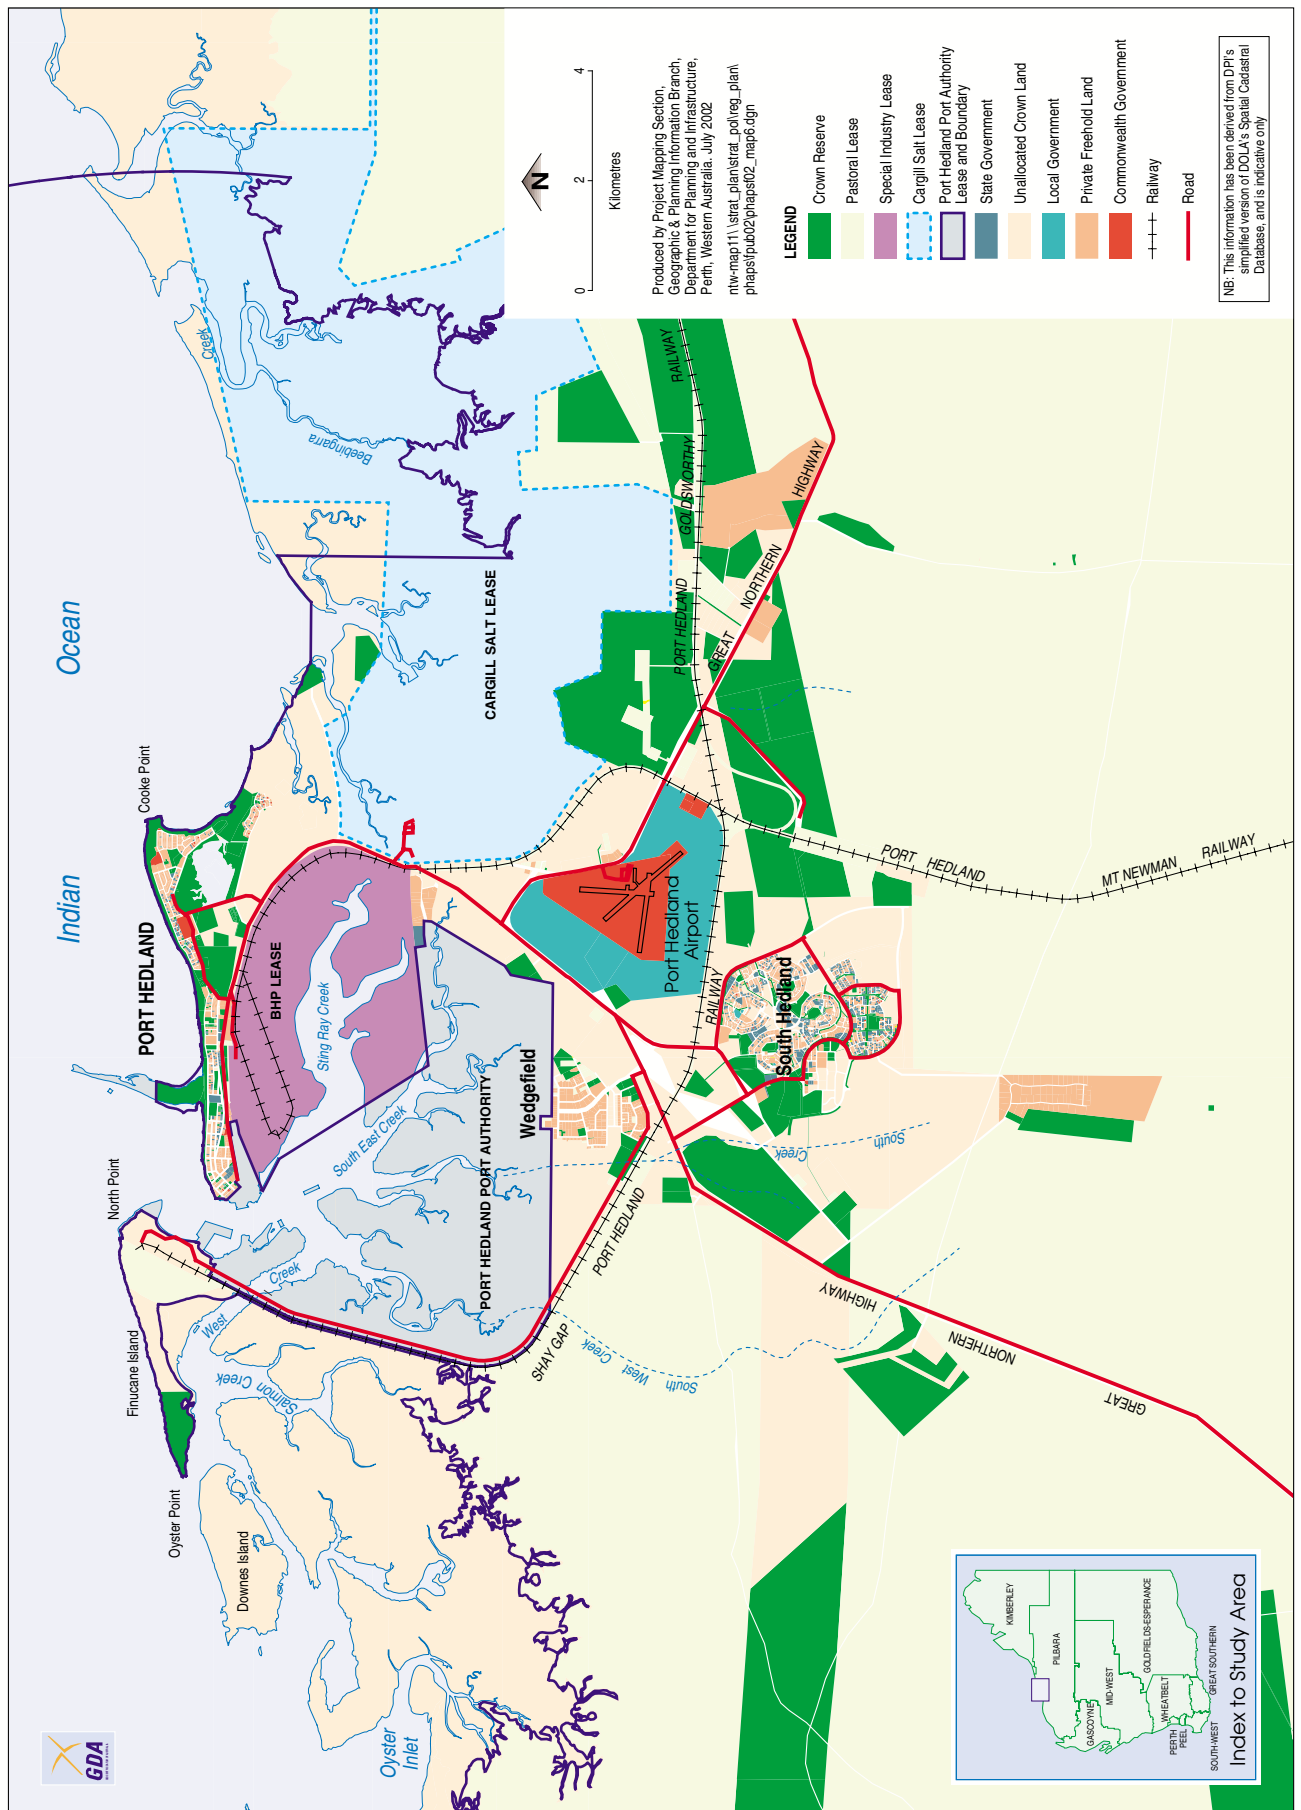 Indian
Ocean
North Point
PORT HEDLAND
Cooke Point
Finucane Island
Oyster Point
Downes Island
Oyster
Inlet
Salmon Creek
West
Creek
South East Creek
Sting Ray Creek
BHP LEASE
Creek
Beebingarra
CARGILL SALT LEASE
PORT HEDLAND PORT AUTHORITY
Wedgefield
SHAY GAP
PORT HEDLAND
RAILWAY
Port Hedland
Airport
South Hedland
PORT HEDLAND
GOLDSWORTHY
RAILWAY
GREAT
NORTHERN
HIGHWAY
PORT HEDLAND
MT NEWMAN
RAILWAY
South West Creek
South
Creek
GREAT
NORTHERN
HIGHWAY
GDA
N
0 2 4
Kilometres
Produced by Project Mapping Section,
Geographic & Planning Information Branch,
Department for Planning and Infrastructure,
Perth, Western Australia. July 2002
ntw-map11\ \strat_plan\strat_pol\reg_plan\
phaps\fpub02\phapsf02_map6.dgn
LEGEND
Crown Reserve
Pastoral Lease
Special Industry Lease
Cargill Salt Lease
Port Hedland Port Authority
Lease and Boundary
State Government
Unallocated Crown Land
Local Government
Private Freehold Land
Commonwealth Government
Railway
Road
NB: This information has been derived from DPI's
simplified version of DOLA's Spatial Cadastral
Database, and is indicative only
KIMBERLEY
PILBARA
GASCOYNE
MID-WEST
GOLDFIELDS-ESPERANCE
WHEATBELT
PERTH
PEEL
SOUTH-WEST
GREAT SOUTHERN
Index to Study Area